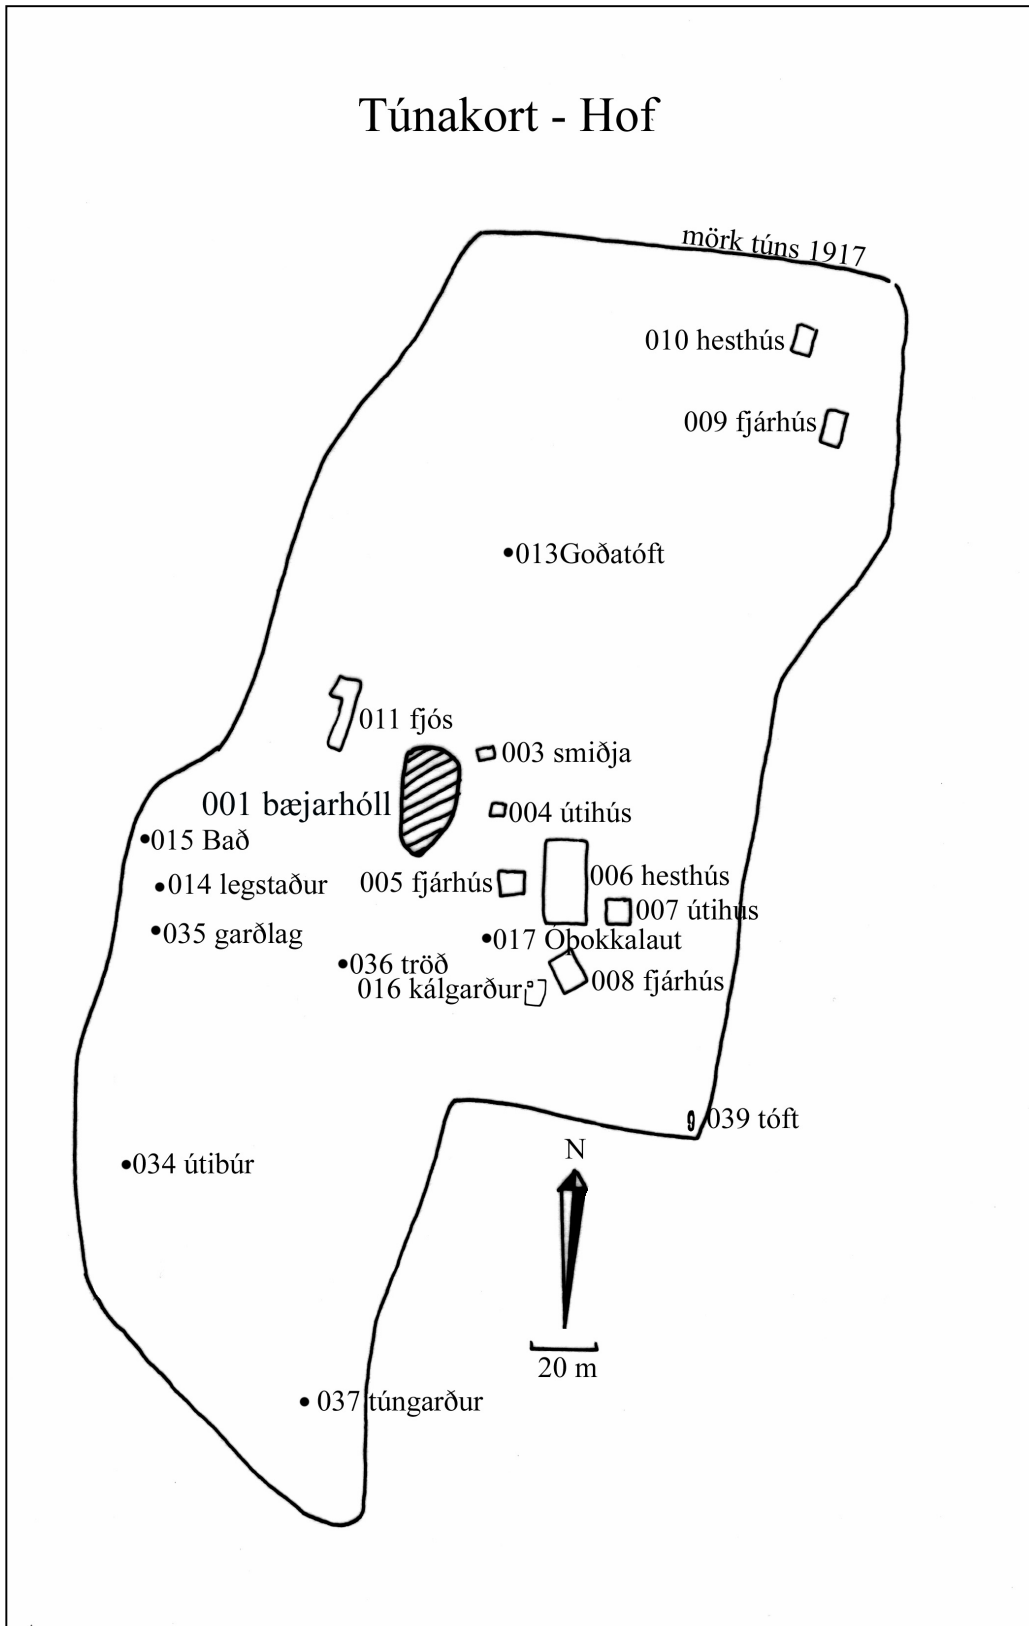 Túnakort - Hof
mörk túns 1917
010 hesthús
009 fjárhús
013Goðatóft
011 fjós
003 smiðja
001 bæjarhóll
004 útihús
015 Bað
005 fjárhús
006 hesthús
014 legstaður
007 útihús
035 garðlag
017 Óþokkalaut
036 tröð
016 kálgarður
008 fjárhús
039 tóft
N
034 útibúr
20 m
037 túngarður